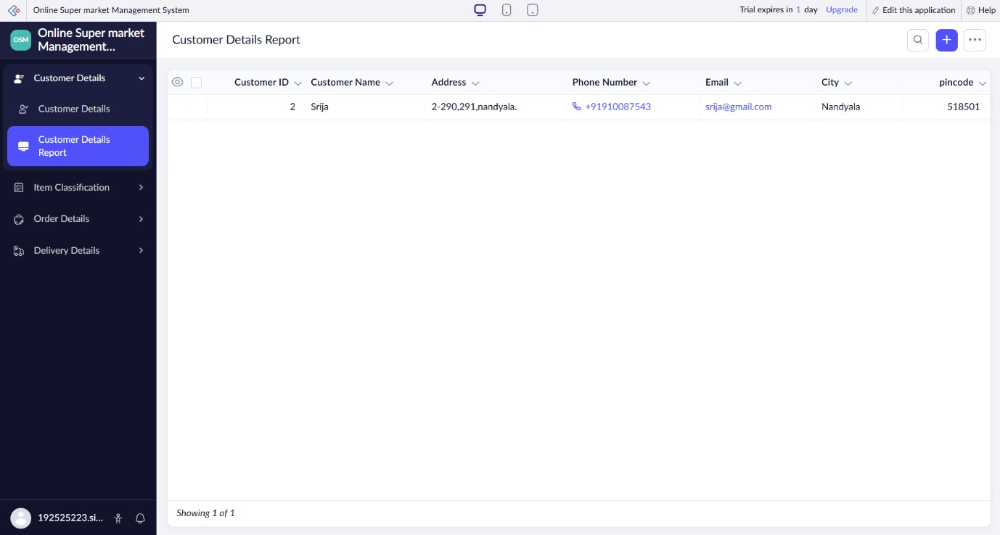 Online Super market Management System
Trial expires in 1 day Upgrade Edit this application Help
OSM
Online Super market
Management...
Customer Details
Customer Details
Customer Details
Report
Item Classification
Order Details
Delivery Details
192525223.si...
Customer Details Report
Customer ID Customer Name Address Phone Number Email City pincode
2 Srija 2-290,291,nandyala. +91910087543 srija@gmail.com Nandyala 518501
Showing 1 of 1